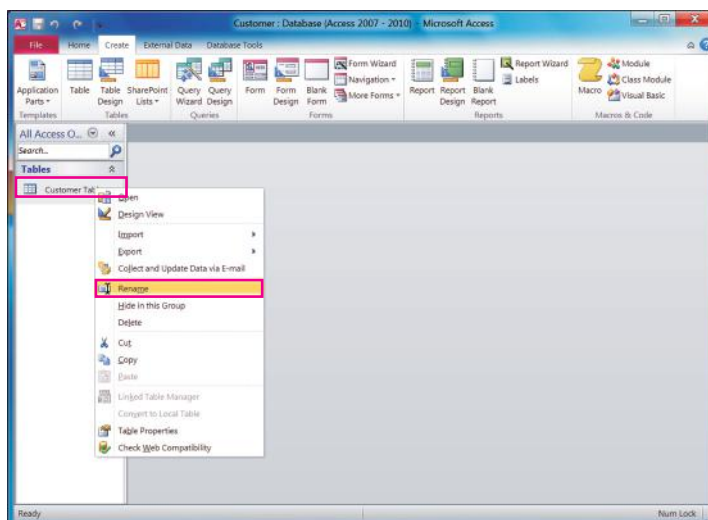 Customer : Database (Access 2007 - 2010) - Microsoft Access
File Home Create External Data Database Tools
Application Parts
Table
Table Design
SharePoint Lists
Query Wizard
Query Design
Form
Form Design
Blank Form
Form Wizard
Navigation
More Forms
Report
Report Design
Blank Report
Report Wizard
Labels
Macro
Module
Class Module
Visual Basic
Templates Tables Queries Forms Reports Macros & Code
All Access O...
Search...
Tables
Customer Tab
Open
Design View
Import
Export
Collect and Update Data via E-mail
Rename
Hide in this Group
Delete
Cut
Copy
Paste
Linked Table Manager
Convert to Local Table
Table Properties
Check Web Compatibility
Ready Num Lock